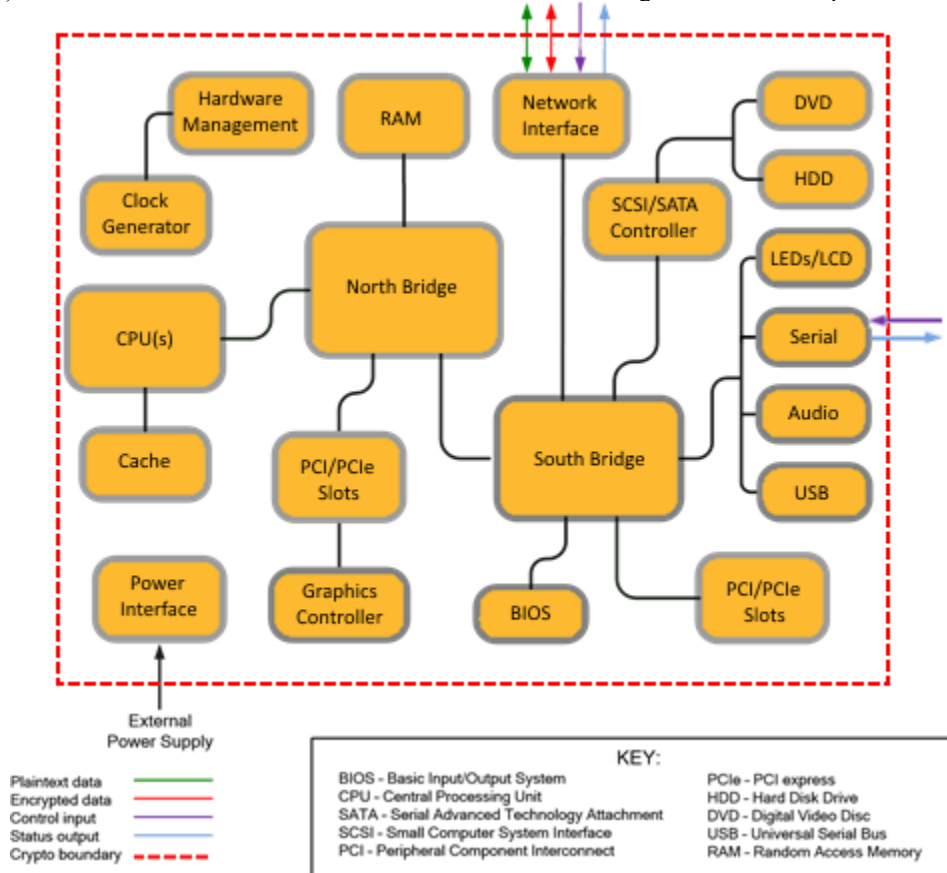 Hardware
Management
RAM
Network
Interface
DVD
HDD
Clock
Generator
SCSI/SATA
Controller
North Bridge
LEDs/LCD
CPU(s)
Serial
Audio
Cache
PCI/PCIe
Slots
South Bridge
USB
Power
Interface
Graphics
Controller
BIOS
PCI/PCIe
Slots
External
Power Supply
Plaintext data
Encrypted data
Control input
Status output
Crypto boundary
KEY:
BIOS - Basic Input/Output System
CPU - Central Processing Unit
SATA - Serial Advanced Technology Attachment
SCSI - Small Computer System Interface
PCI - Peripheral Component Interconnect
PCIe - PCI express
HDD - Hard Disk Drive
DVD - Digital Video Disc
USB - Universal Serial Bus
RAM - Random Access Memory